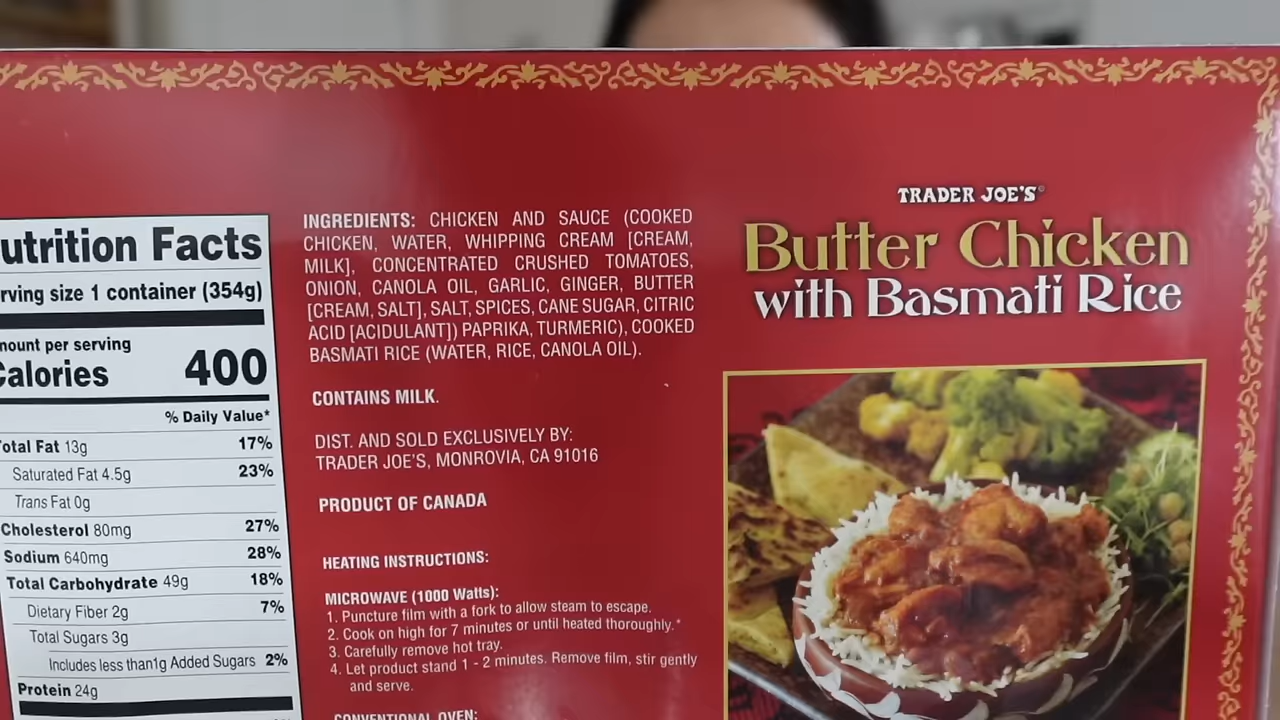 utrition Facts
rving size 1 container (354g)
mount per serving
Calories 400
% Daily Value*
Total Fat 13g 17%
Saturated Fat 4.5g 23%
Trans Fat 0g
Cholesterol 80mg 27%
Sodium 640mg 28%
Total Carbohydrate 49g 18%
Dietary Fiber 2g 7%
Total Sugars 3g
Includes less than1g Added Sugars 2%
Protein 24g
INGREDIENTS: CHICKEN AND SAUCE (COOKED
CHICKEN, WATER, WHIPPING CREAM [CREAM,
MILK], CONCENTRATED CRUSHED TOMATOES,
ONION, CANOLA OIL, GARLIC, GINGER, BUTTER
[CREAM, SALT], SALT, SPICES, CANE SUGAR, CITRIC
ACID [ACIDULANT]) PAPRIKA, TURMERIC), COOKED
BASMATI RICE (WATER, RICE, CANOLA OIL).
CONTAINS MILK.
DIST. AND SOLD EXCLUSIVELY BY:
TRADER JOE'S, MONROVIA, CA 91016
PRODUCT OF CANADA
HEATING INSTRUCTIONS:
MICROWAVE (1000 Watts):
1. Puncture film with a fork to allow steam to escape.
2. Cook on high for 7 minutes or until heated thoroughly.*
3. Carefully remove hot tray.
4. Let product stand 1 - 2 minutes. Remove film, stir gently
and serve.
CONVENTIONAL OVEN:
TRADER JOE'S®
Butter Chicken
with Basmati Rice